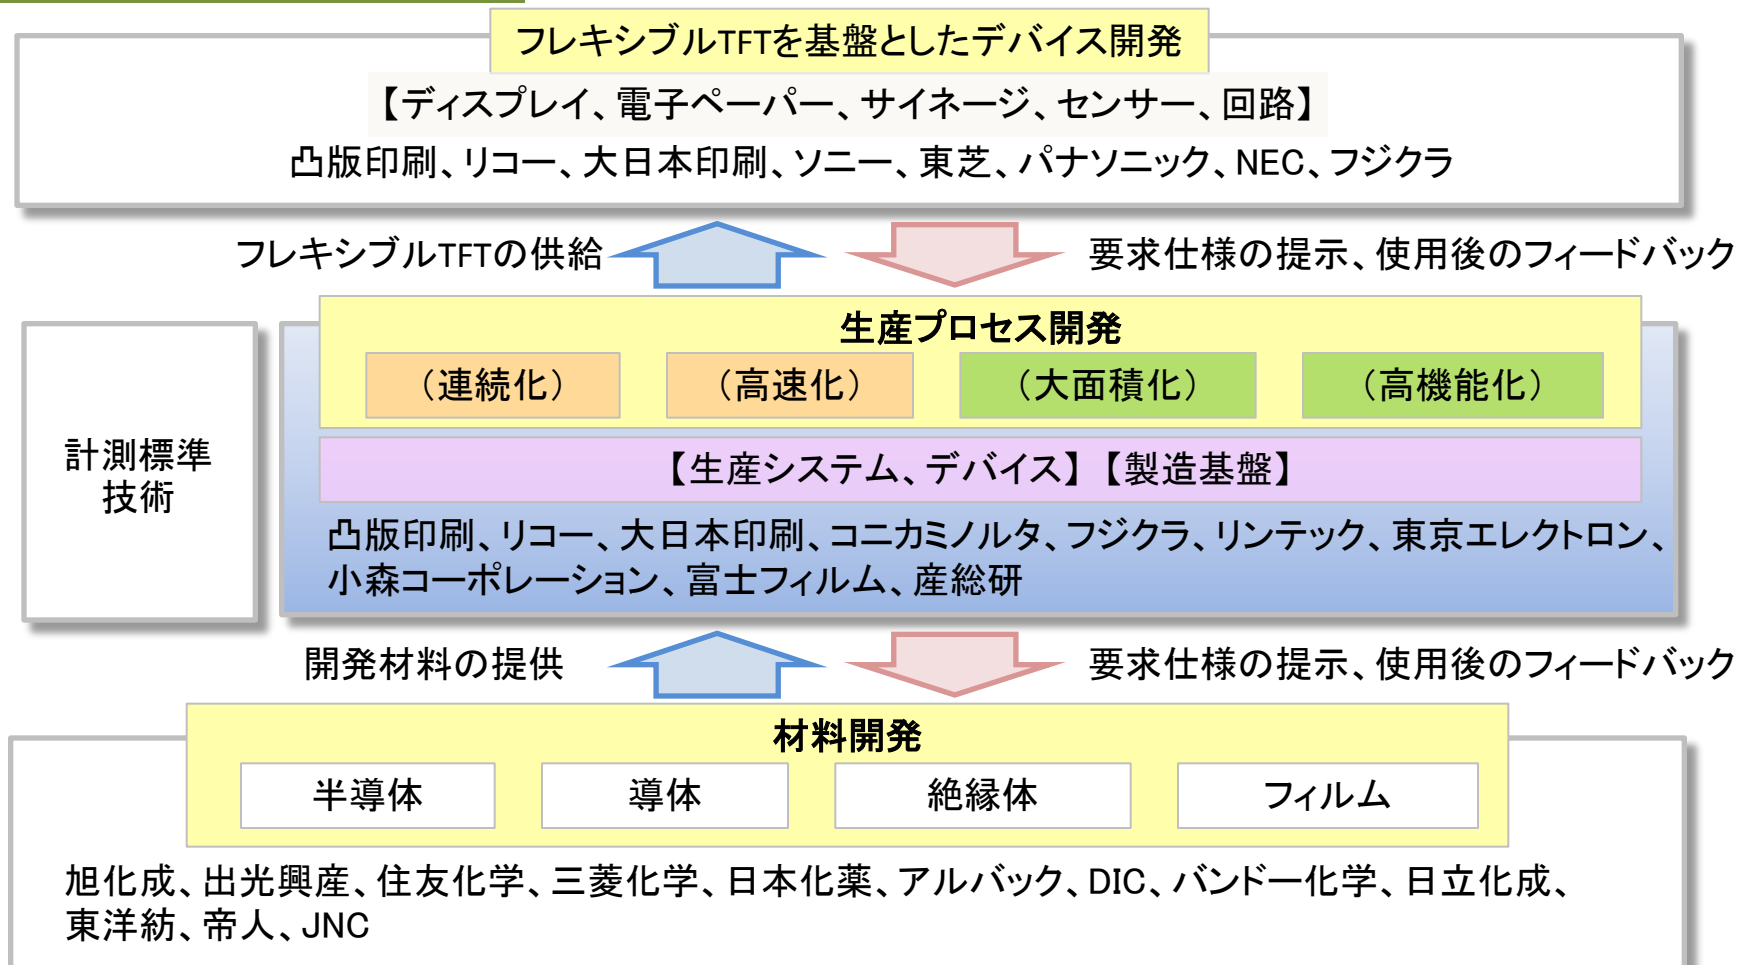 フレキシブルTFTを基盤としたデバイス開発
【ディスプレイ、電子ペーパー、サイネージ、センサー、回路】
凸版印刷、リコー、大日本印刷、ソニー、東芝、パナソニック、NEC、フジクラ
フレキシブルTFTの供給
要求仕様の提示、使用後のフィードバック
計測標準
技術
生産プロセス開発
（連続化）
（高速化）
（大面積化）
（高機能化）
【生産システム、デバイス】【製造基盤】
凸版印刷、リコー、大日本印刷、コニカミノルタ、フジクラ、リンテック、東京エレクトロン、
小森コーポレーション、富士フィルム、産総研
開発材料の提供
要求仕様の提示、使用後のフィードバック
材料開発
半導体
導体
絶縁体
フィルム
旭化成、出光興産、住友化学、三菱化学、日本化薬、アルバック、DIC、バンドー化学、日立化成、
東洋紡、帝人、JNC